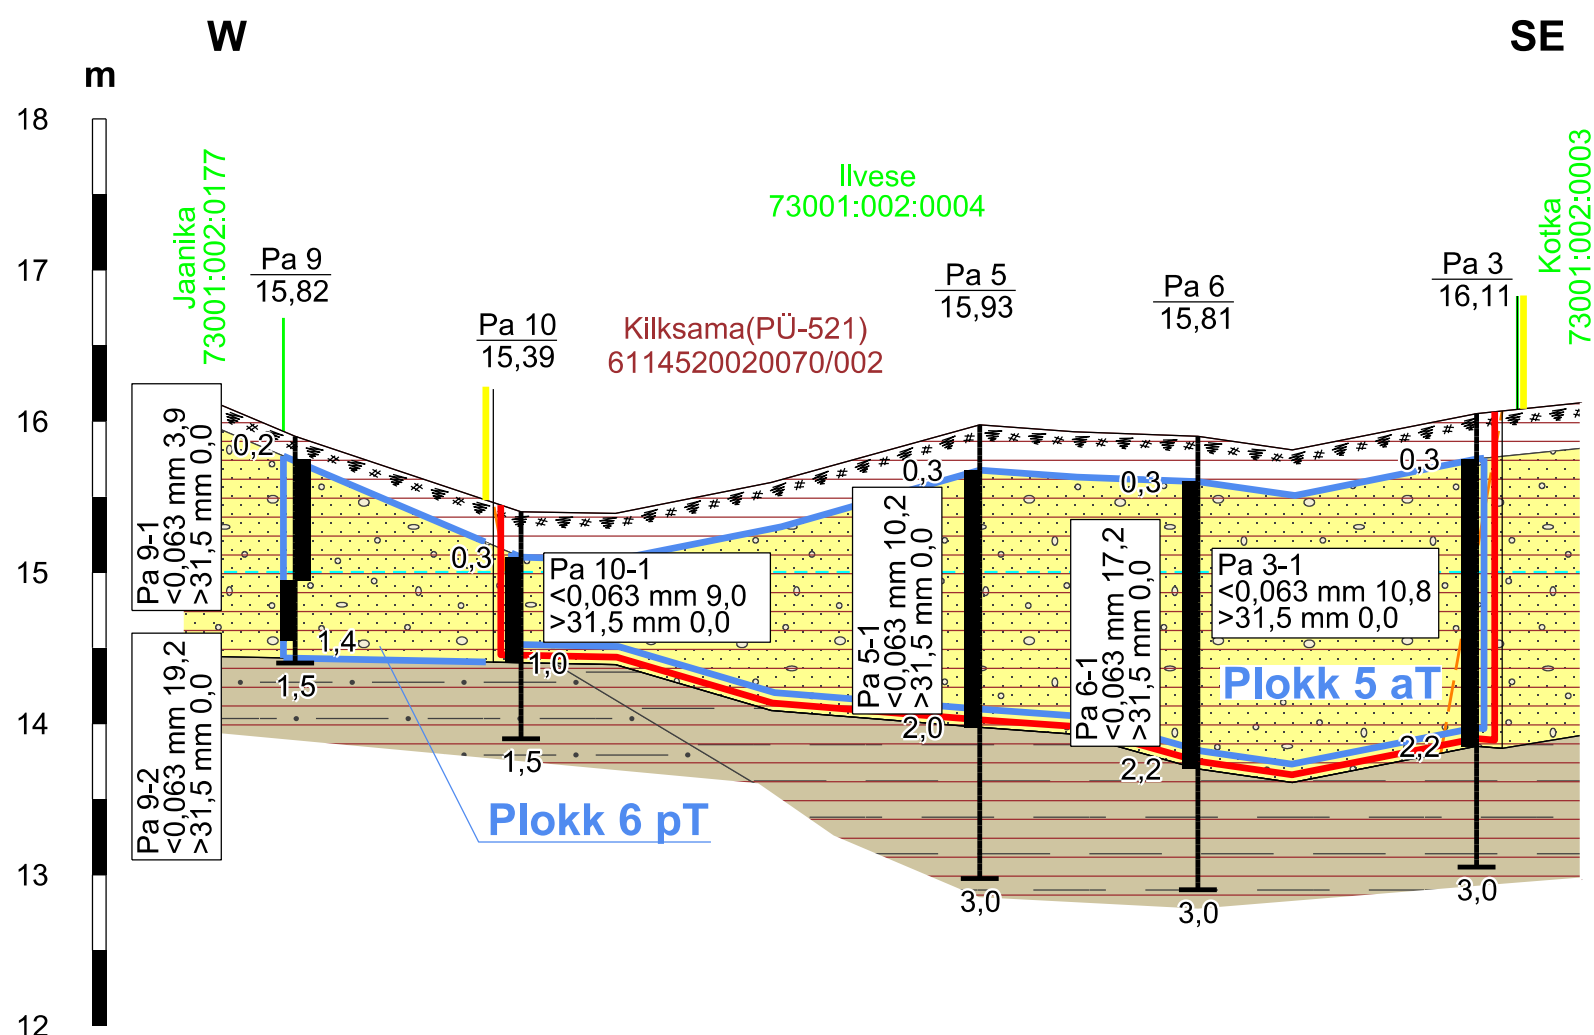 W
SE
m
18
17
16
15
14
13
12
Jaanika
73001:002:0177
Ilvese
73001:002:0004
Kotka
73001:002:0003
Kilksama(PÜ-521)
6114520020070/002
Pa 9
15,82
Pa 10
15,39
Pa 5
15,93
Pa 6
15,81
Pa 3
16,11
Pa 9-1
<0,063 mm 3,9
>31,5 mm 0,0
Pa 9-2
<0,063 mm 19,2
>31,5 mm 0,0
Pa 10-1
<0,063 mm 9,0
>31,5 mm 0,0
Pa 5-1
<0,063 mm 10,2
>31,5 mm 0,0
Pa 6-1
<0,063 mm 17,2
>31,5 mm 0,0
Pa 3-1
<0,063 mm 10,8
>31,5 mm 0,0
0,2
1,4
1,5
0,3
1,0
1,5
0,3
2,0
3,0
0,3
2,2
3,0
0,3
2,2
3,0
Plokk 5 aT
Plokk 6 pT